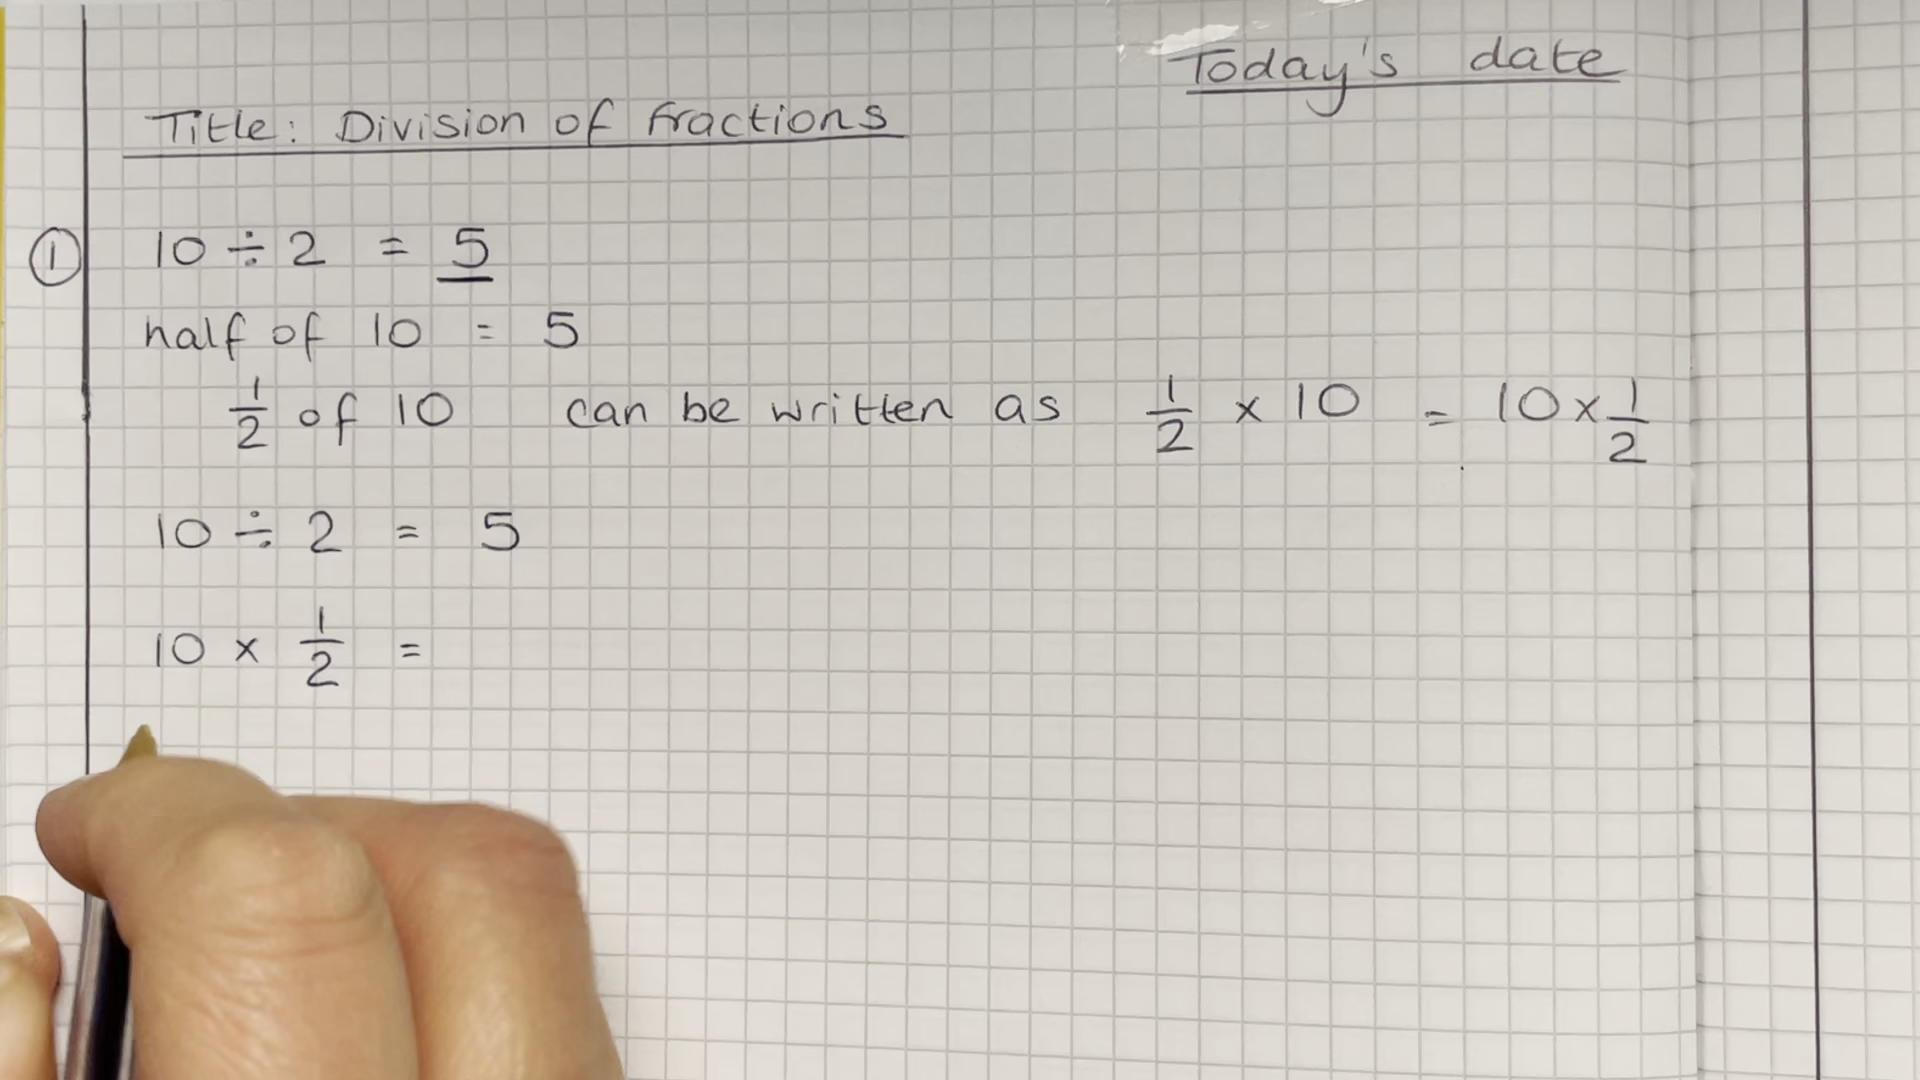 Today's date
Title: Division of fractions
① 10 ÷ 2 = 5
half of 10 = 5
1/2 of 10 can be written as 1/2 × 10 = 10 × 1/2
10 ÷ 2 = 5
10 × 1/2 =